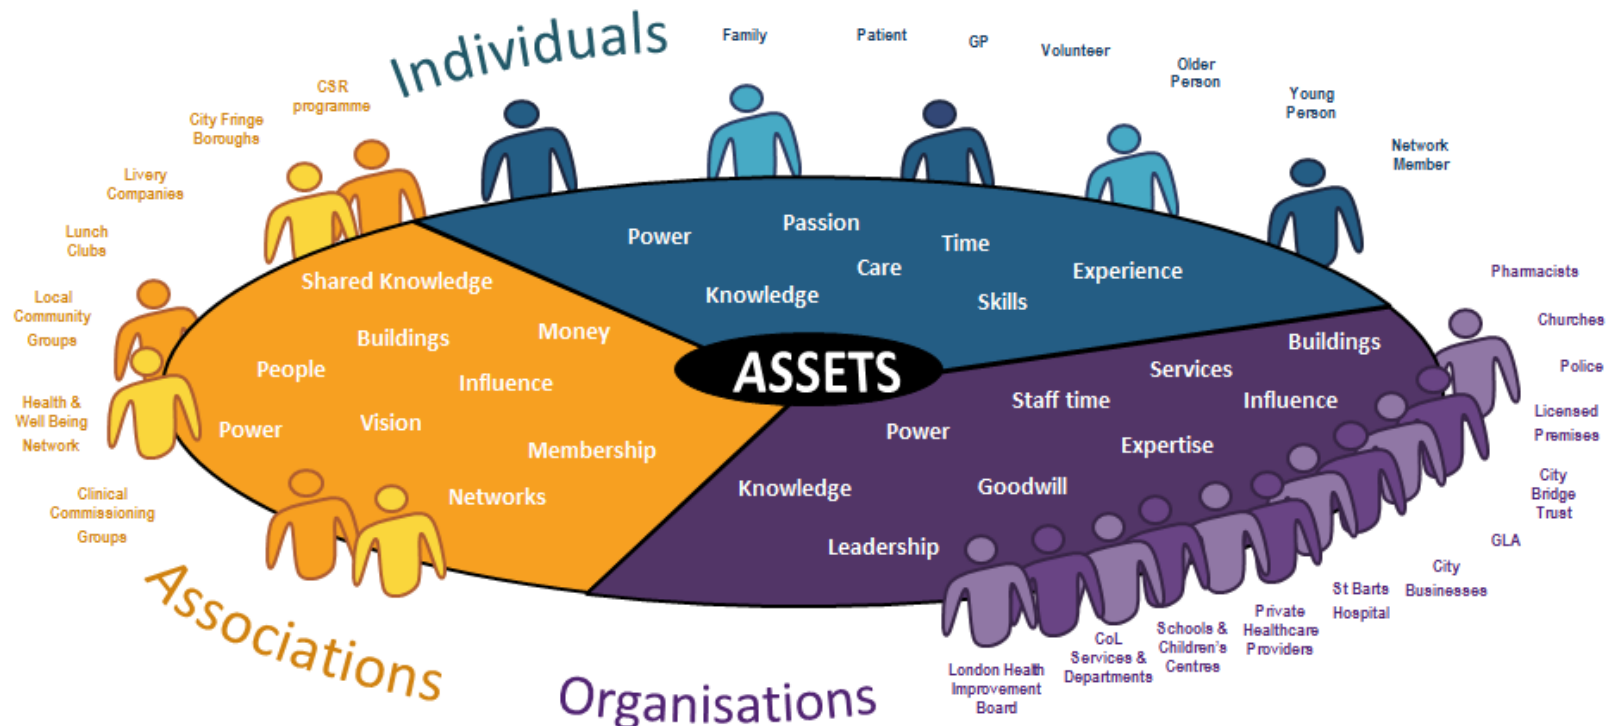 Individuals
Family
Patient
GP
Volunteer
Older
Person
Young
Person
Network
Member
CSR
programme
City Fringe
Boroughs
Livery
Companies
Lunch
Clubs
Local
Community
Groups
Health &
Well Being
Network
Clinical
Commissioning
Groups
Associations
Power
Passion
Time
Care
Experience
Knowledge
Skills
Shared Knowledge
Buildings
Money
People
Influence
Power
Vision
Membership
Networks
ASSETS
Buildings
Services
Staff time
Influence
Power
Expertise
Knowledge
Goodwill
Leadership
Pharmacists
Churches
Police
Licensed
Premises
City
Bridge
Trust
GLA
City
Businesses
St Barts
Hospital
Private
Healthcare
Providers
Schools &
Children's
Centres
CoL
Services &
Departments
London Health
Improvement
Board
Organisations